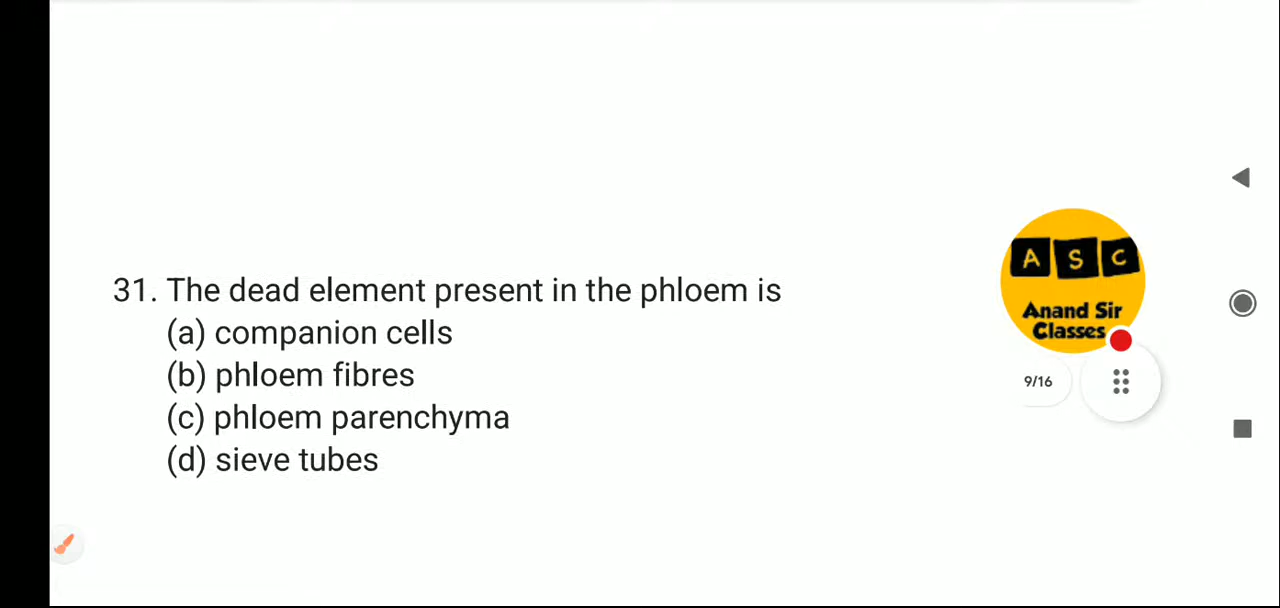 31. The dead element present in the phloem is
(a) companion cells
(b) phloem fibres
(c) phloem parenchyma
(d) sieve tubes
A S C
Anand Sir
Classes
9/16